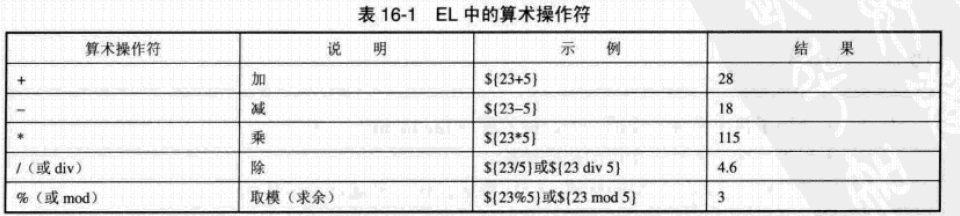 表 16-1 EL 中的算术操作符
算术操作符 说 明 示 例 结 果
+ 加 ${23+5} 28
– 减 ${23–5} 18
* 乘 ${23*5} 115
/（或 div） 除 ${23/5}或${23 div 5} 4.6
%（或 mod） 取模（求余） ${23%5}或${23 mod 5} 3